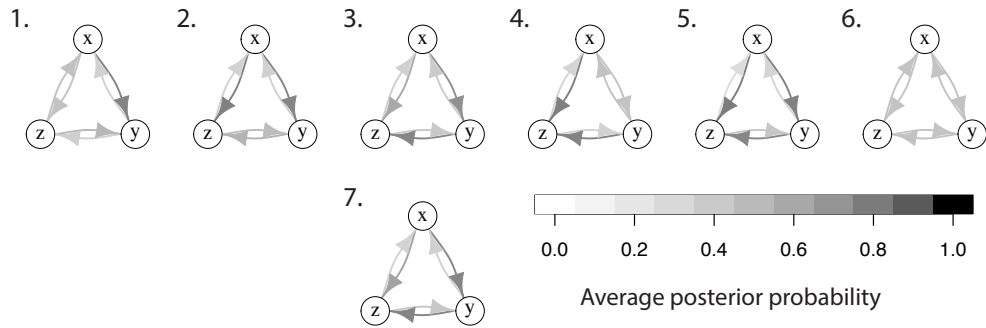 1. 2. 3. 4. 5. 6.
x x x x x x
z y z y z y z y z y z y
7.
x
z y
0.0 0.2 0.4 0.6 0.8 1.0
Average posterior probability